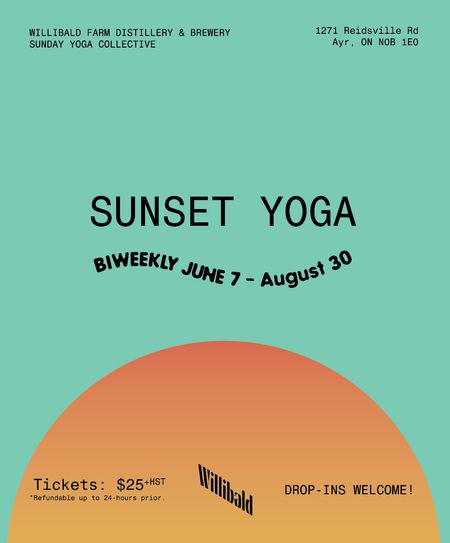 WILLIBALD FARM DISTILLERY & BREWERY
SUNDAY YOGA COLLECTIVE
1271 Reidsville Rd
Ayr, ON N0B 1E0
SUNSET YOGA
BIWEEKLY JUNE 7 – August 30
Tickets: $25+HST
*Refundable up to 24-hours prior.
Willibald
DROP-INS WELCOME!